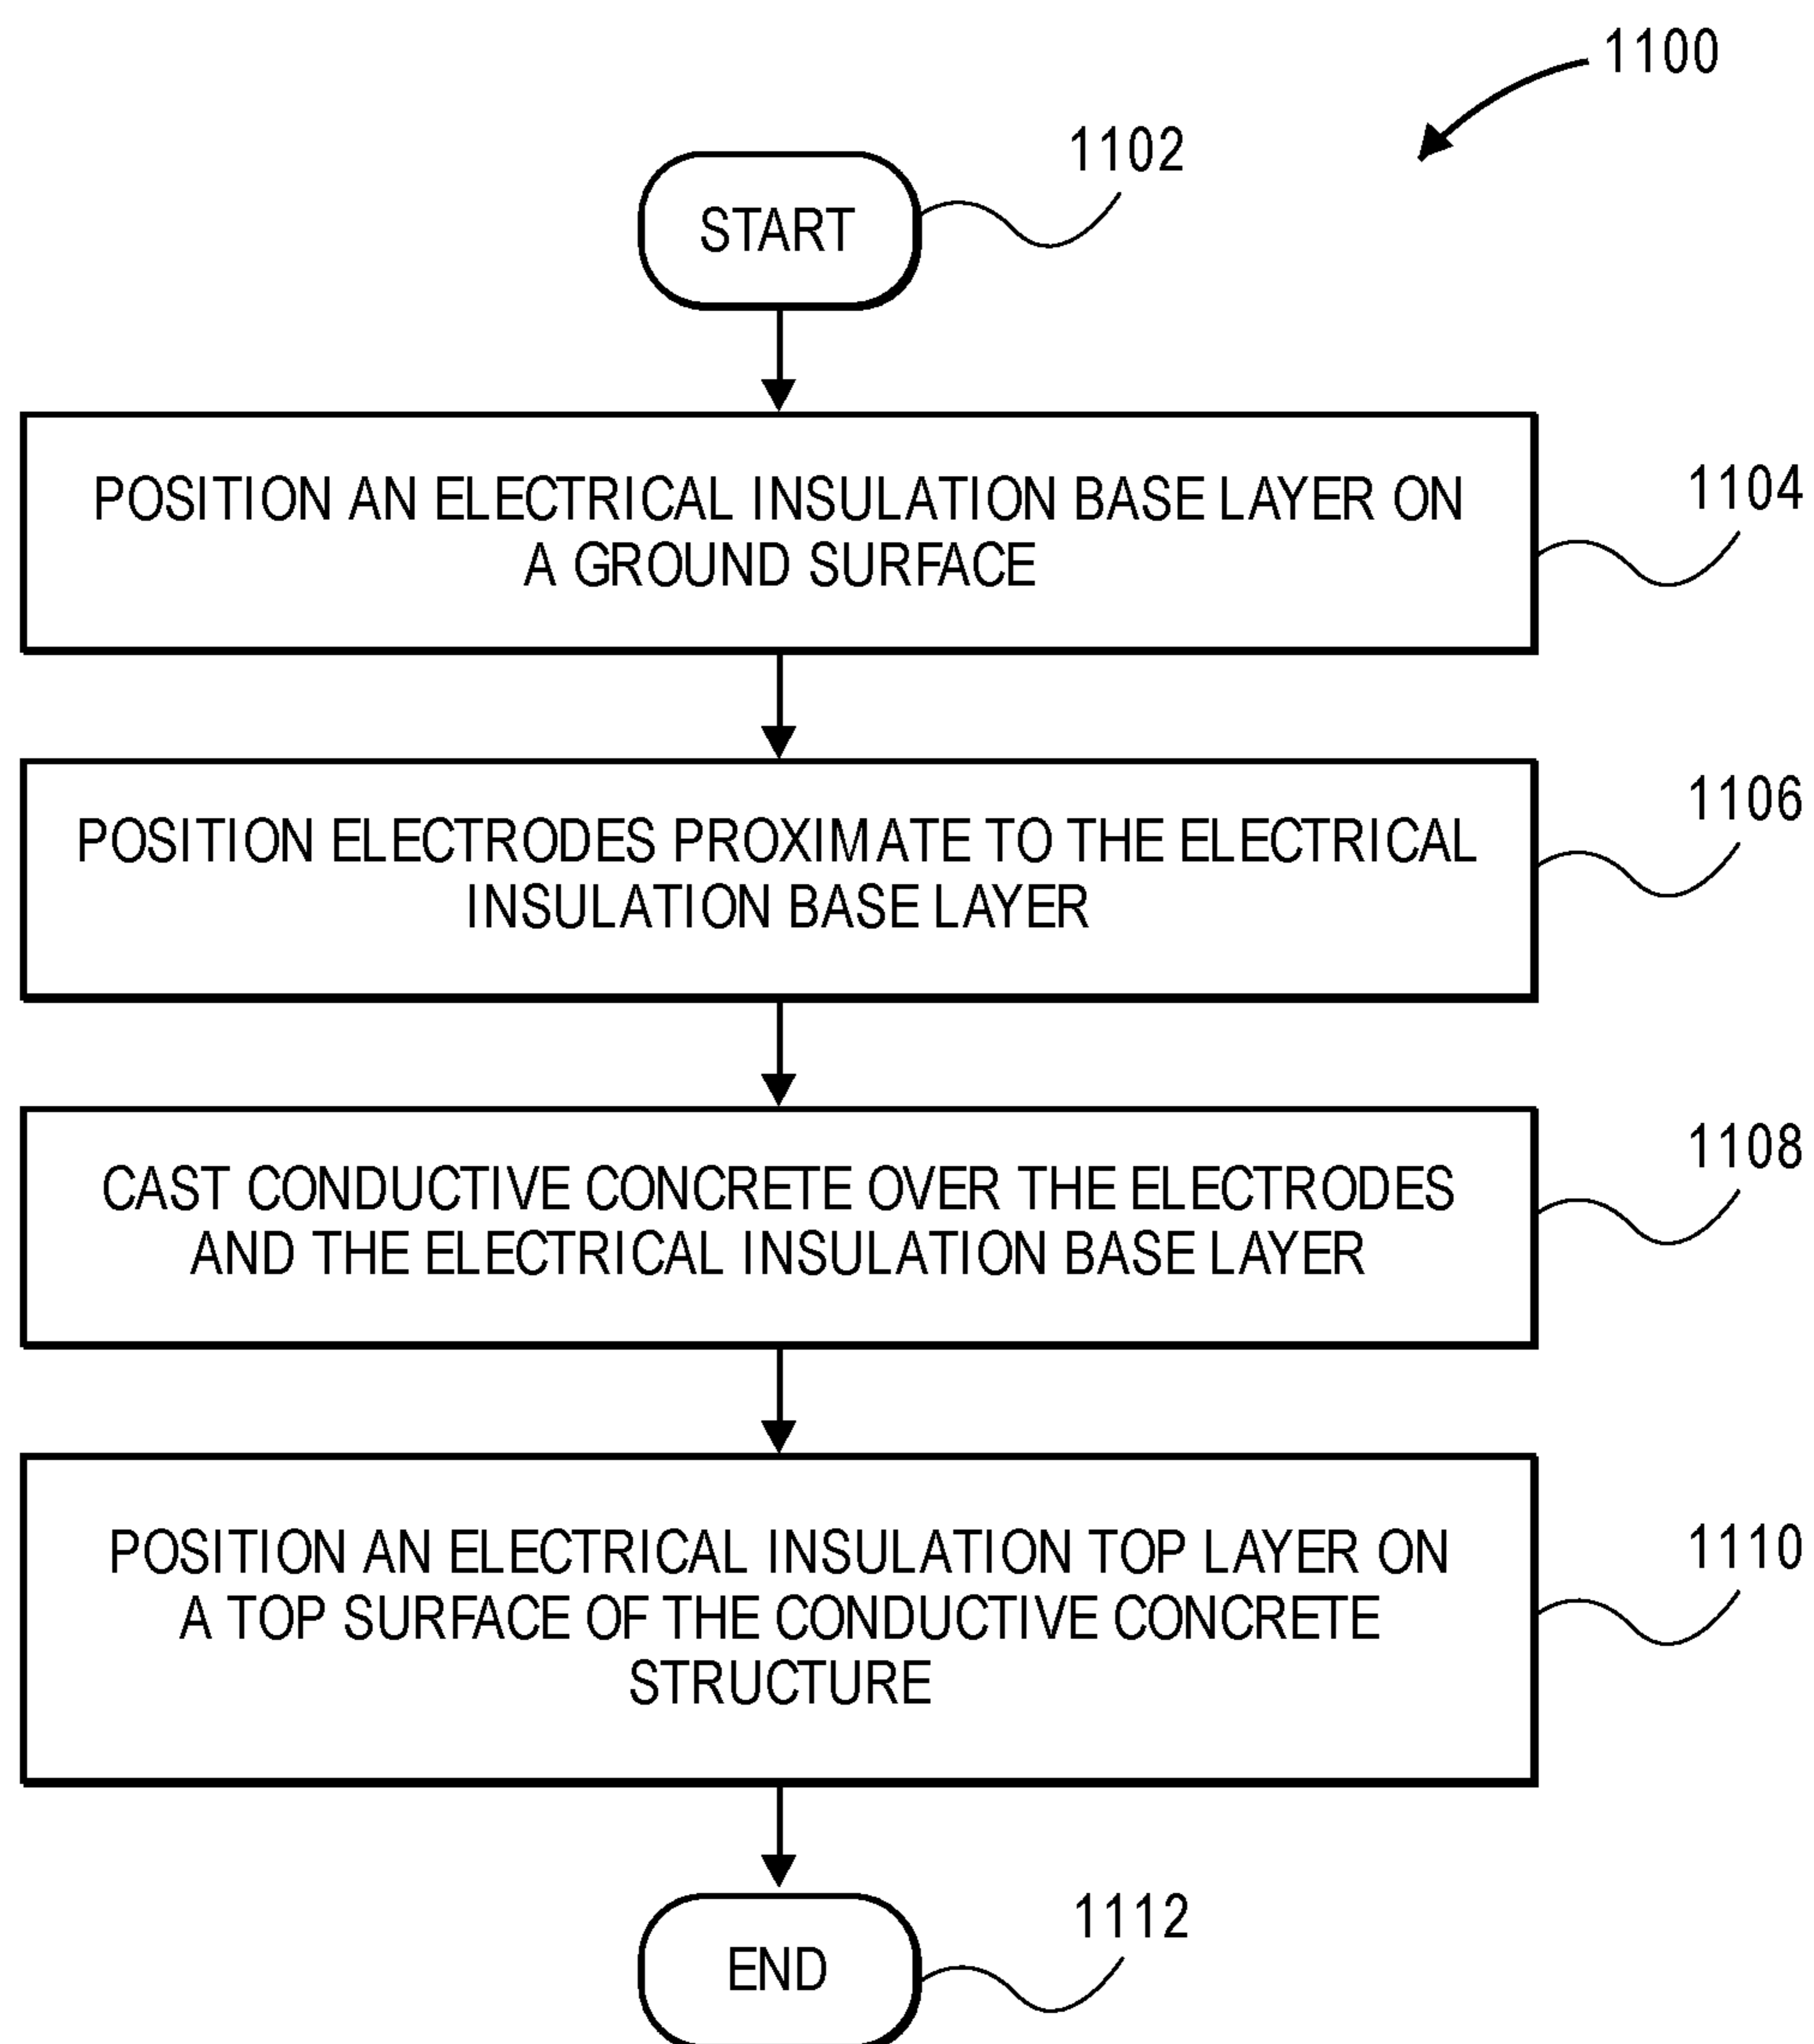 1100
1102
START
POSITION AN ELECTRICAL INSULATION BASE LAYER ON
A GROUND SURFACE
1104
POSITION ELECTRODES PROXIMATE TO THE ELECTRICAL
INSULATION BASE LAYER
1106
CAST CONDUCTIVE CONCRETE OVER THE ELECTRODES
AND THE ELECTRICAL INSULATION BASE LAYER
1108
POSITION AN ELECTRICAL INSULATION TOP LAYER ON
A TOP SURFACE OF THE CONDUCTIVE CONCRETE
STRUCTURE
1110
END
1112